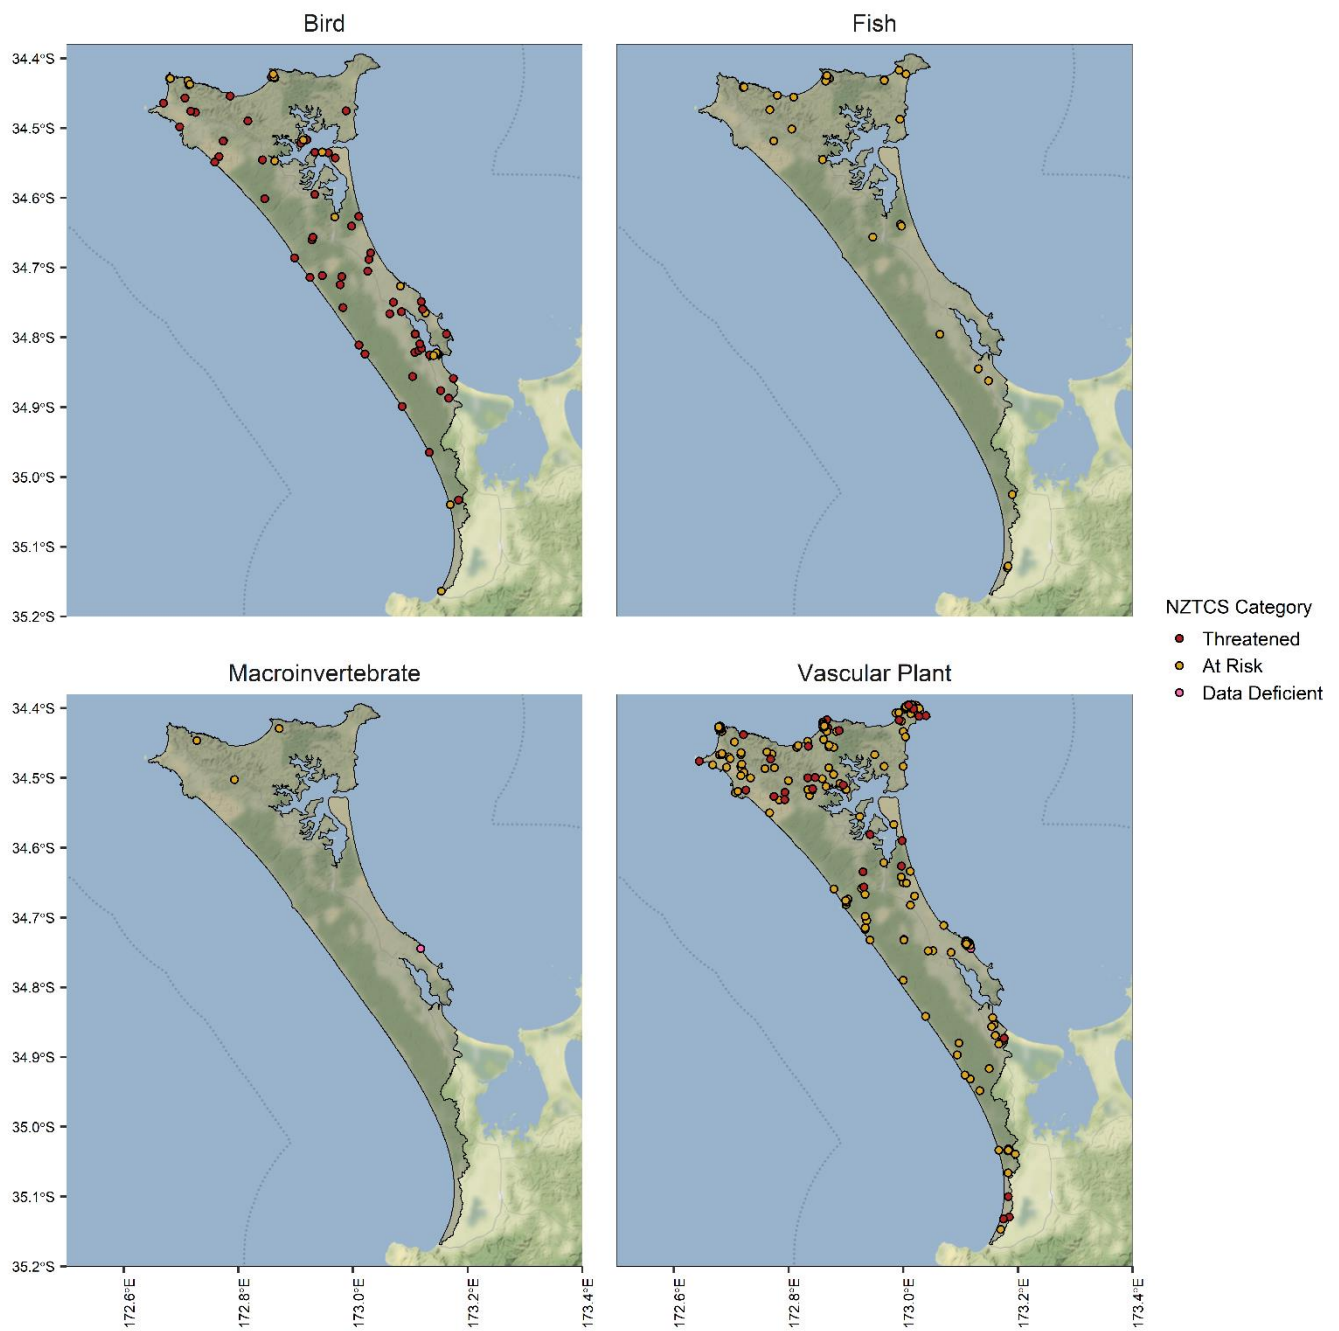 Bird
Fish
34.4°S
34.5°S
34.6°S
34.7°S
34.8°S
34.9°S
35.0°S
35.1°S
35.2°S
NZTCS Category
Threatened
At Risk
Data Deficient
Macroinvertebrate
Vascular Plant
34.4°S
34.5°S
34.6°S
34.7°S
34.8°S
34.9°S
35.0°S
35.1°S
35.2°S
172.6°E
172.8°E
173.0°E
173.2°E
173.4°E
172.6°E
172.8°E
173.0°E
173.2°E
173.4°E